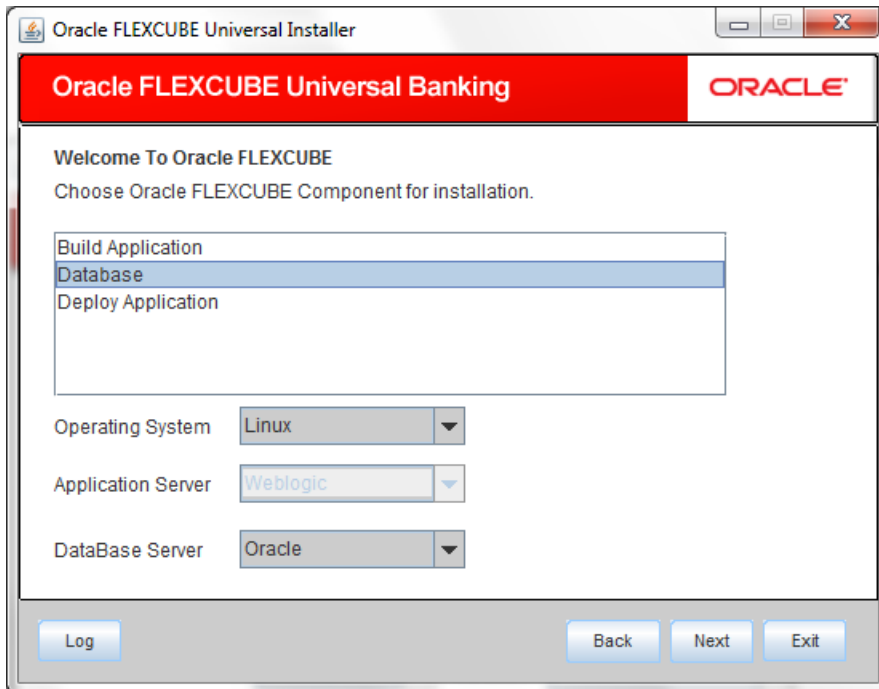 Oracle FLEXCUBE Universal Installer
Oracle FLEXCUBE Universal Banking
ORACLE
Welcome To Oracle FLEXCUBE
Choose Oracle FLEXCUBE Component for installation.
Build Application
Database
Deploy Application
Operating System Linux
Application Server Weblogic
DataBase Server Oracle
Log Back Next Exit